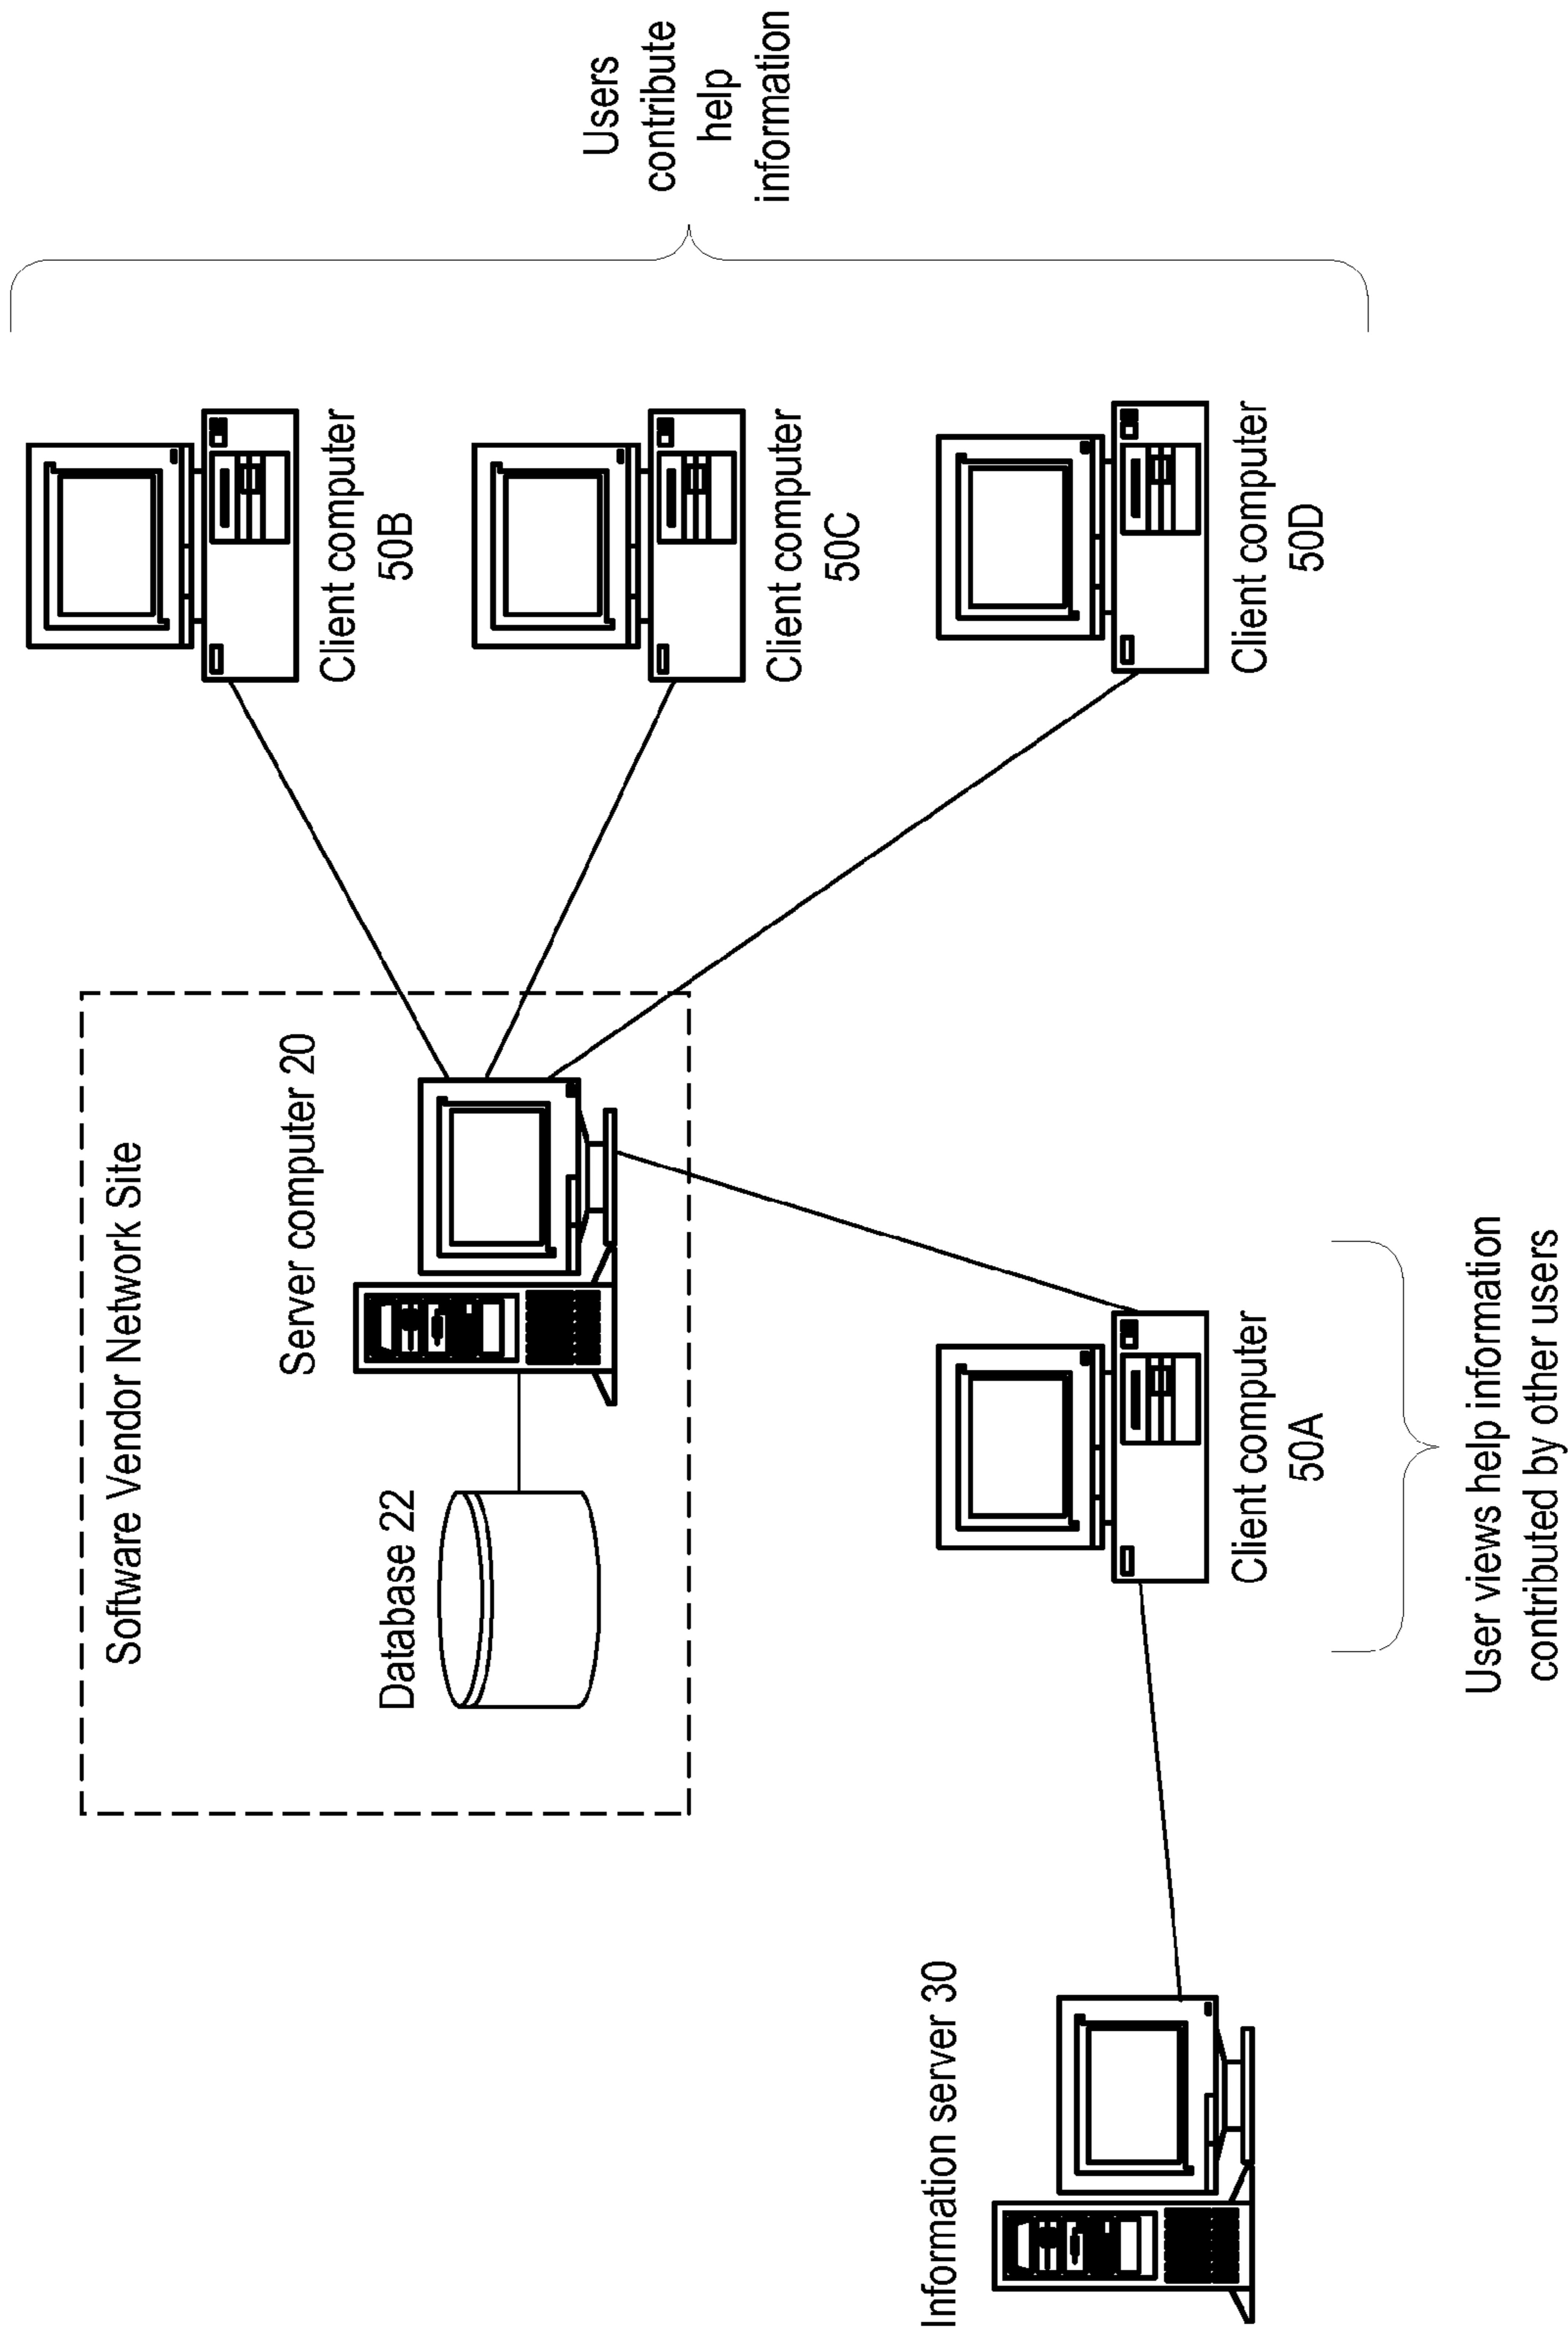 Software Vendor Network Site
Server computer 20
Database 22
Client computer
50B
Client computer
50C
Client computer
50D
Users
contribute
help
information
Information server 30
Client computer
50A
User views help information
contributed by other users